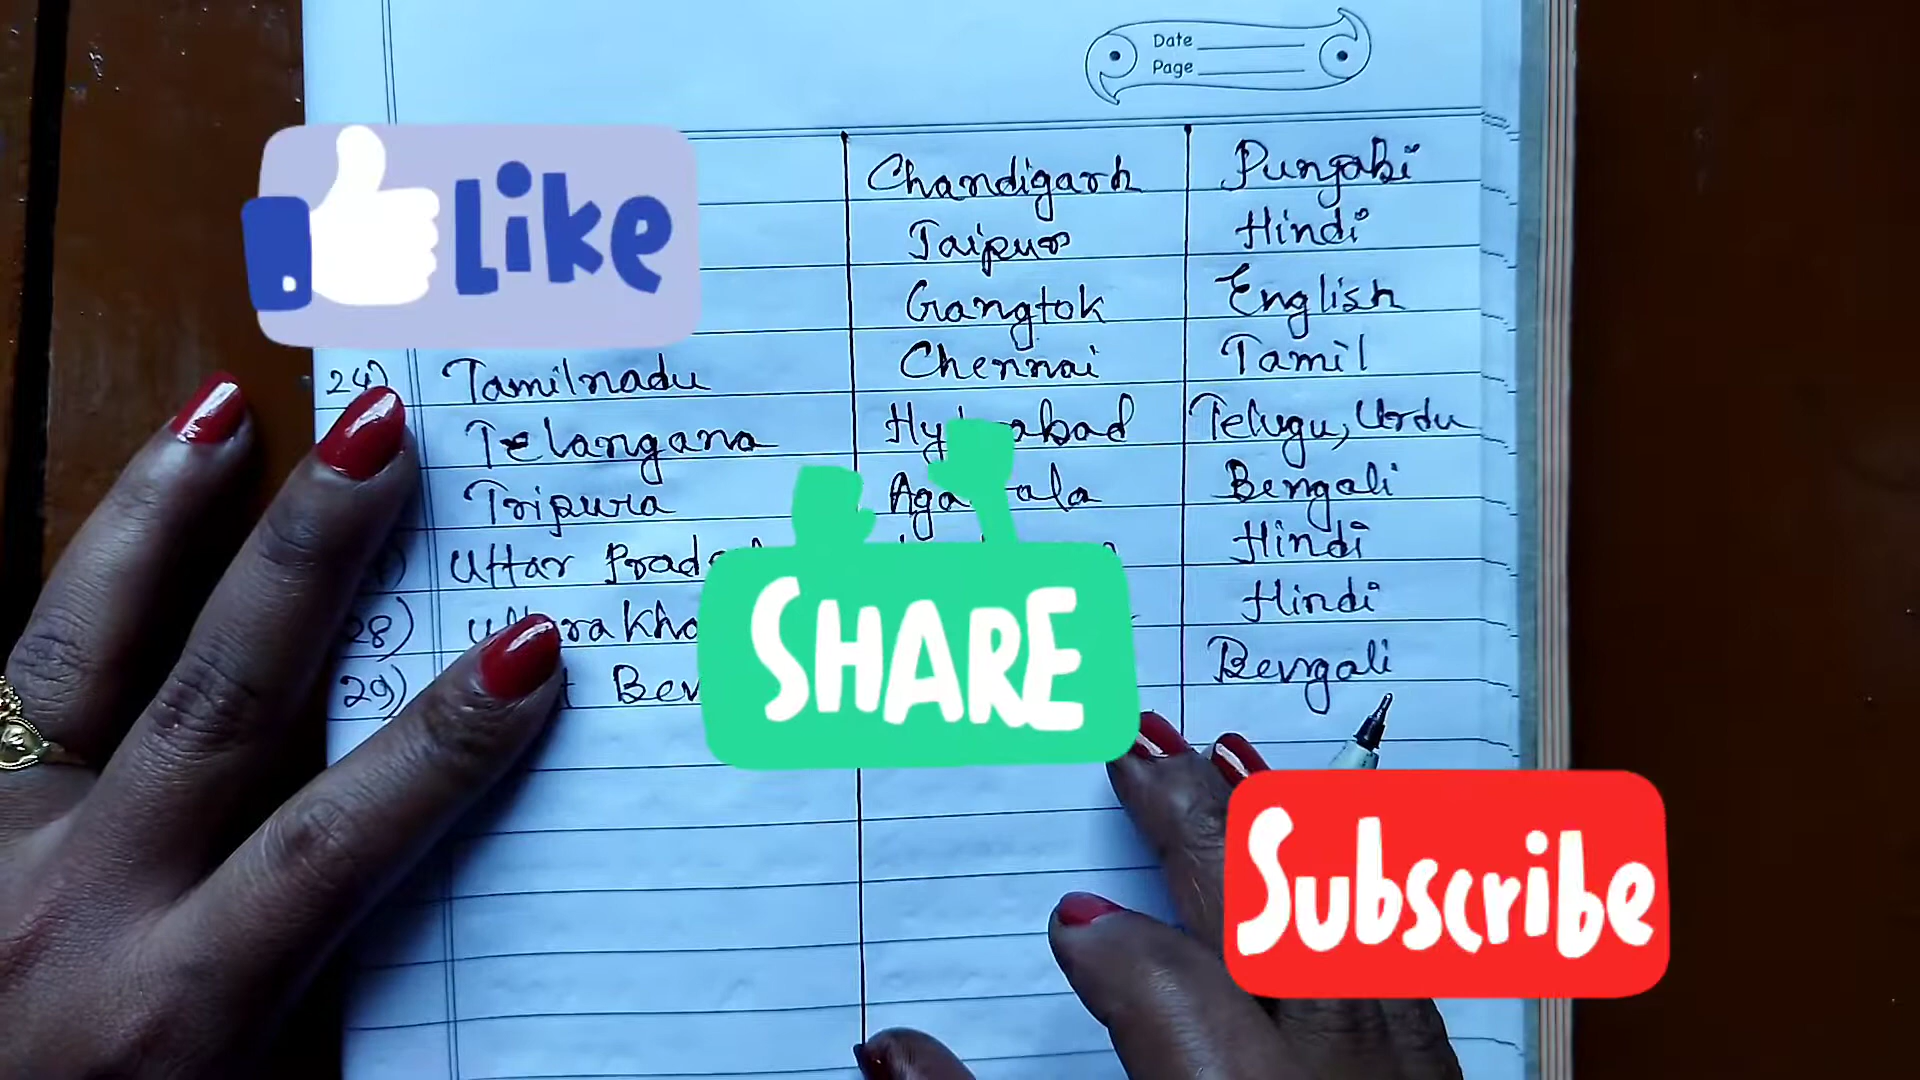 Date
Page
Like
Chandigarh Punjabi
Jaipur Hindi
Gangtok English
24) Tamilnadu Chennai Tamil
Telangana Telugu, Urdu
Tripura Bengali
Uttar Hindi
28) Hindi
29) Bengali
SHARE
Subscribe